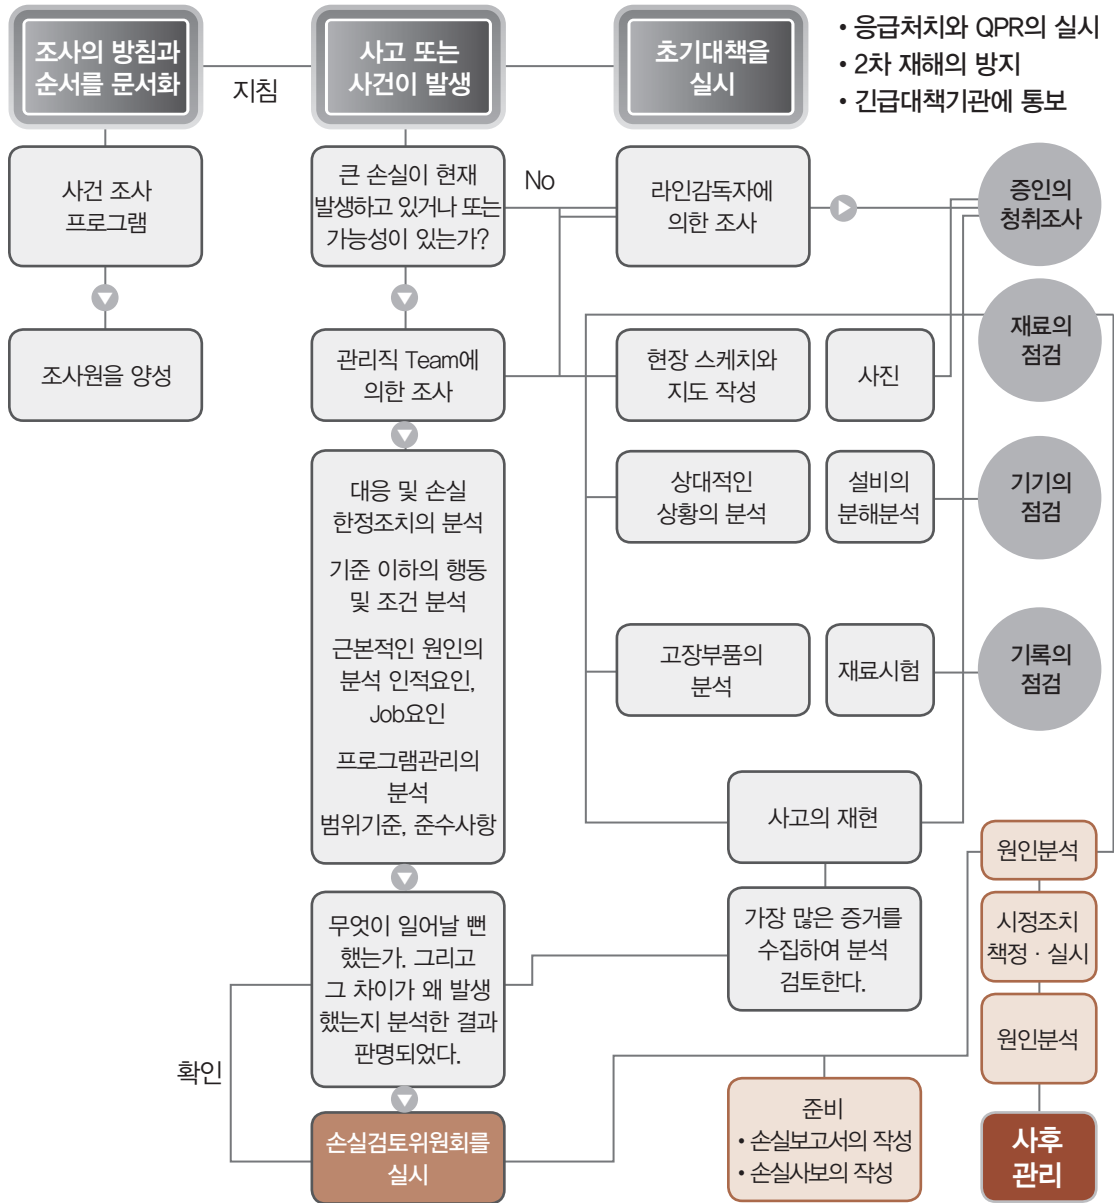 조사의 방침과
순서를 문서화
지침
사고 또는
사건이 발생
초기대책을
실시
• 응급처치와 QPR의 실시
• 2차 재해의 방지
• 긴급대책기관에 통보
사건 조사
프로그램
큰 손실이 현재
발생하고 있거나 또는
가능성이 있는가?
No
라인감독자에
의한 조사
증인의
청취조사
조사원을 양성
관리직 Team에
의한 조사
현장 스케치와
지도 작성
사진
재료의
점검
대응 및 손실
한정조치의 분석
기준 이하의 행동
및 조건 분석
근본적인 원인의
분석 인적요인,
Job요인
프로그램관리의
분석
범위기준, 준수사항
상대적인
상황의 분석
설비의
분해분석
기기의
점검
고장부품의
분석
재료시험
기록의
점검
사고의 재현
원인분석
무엇이 일어날 뻔
했는가. 그리고
그 차이가 왜 발생
했는지 분석한 결과
판명되었다.
가장 많은 증거를
수집하여 분석
검토한다.
시정조치
책정 · 실시
원인분석
확인
손실검토위원회를
실시
준비
• 손실보고서의 작성
• 손실사보의 작성
사후
관리